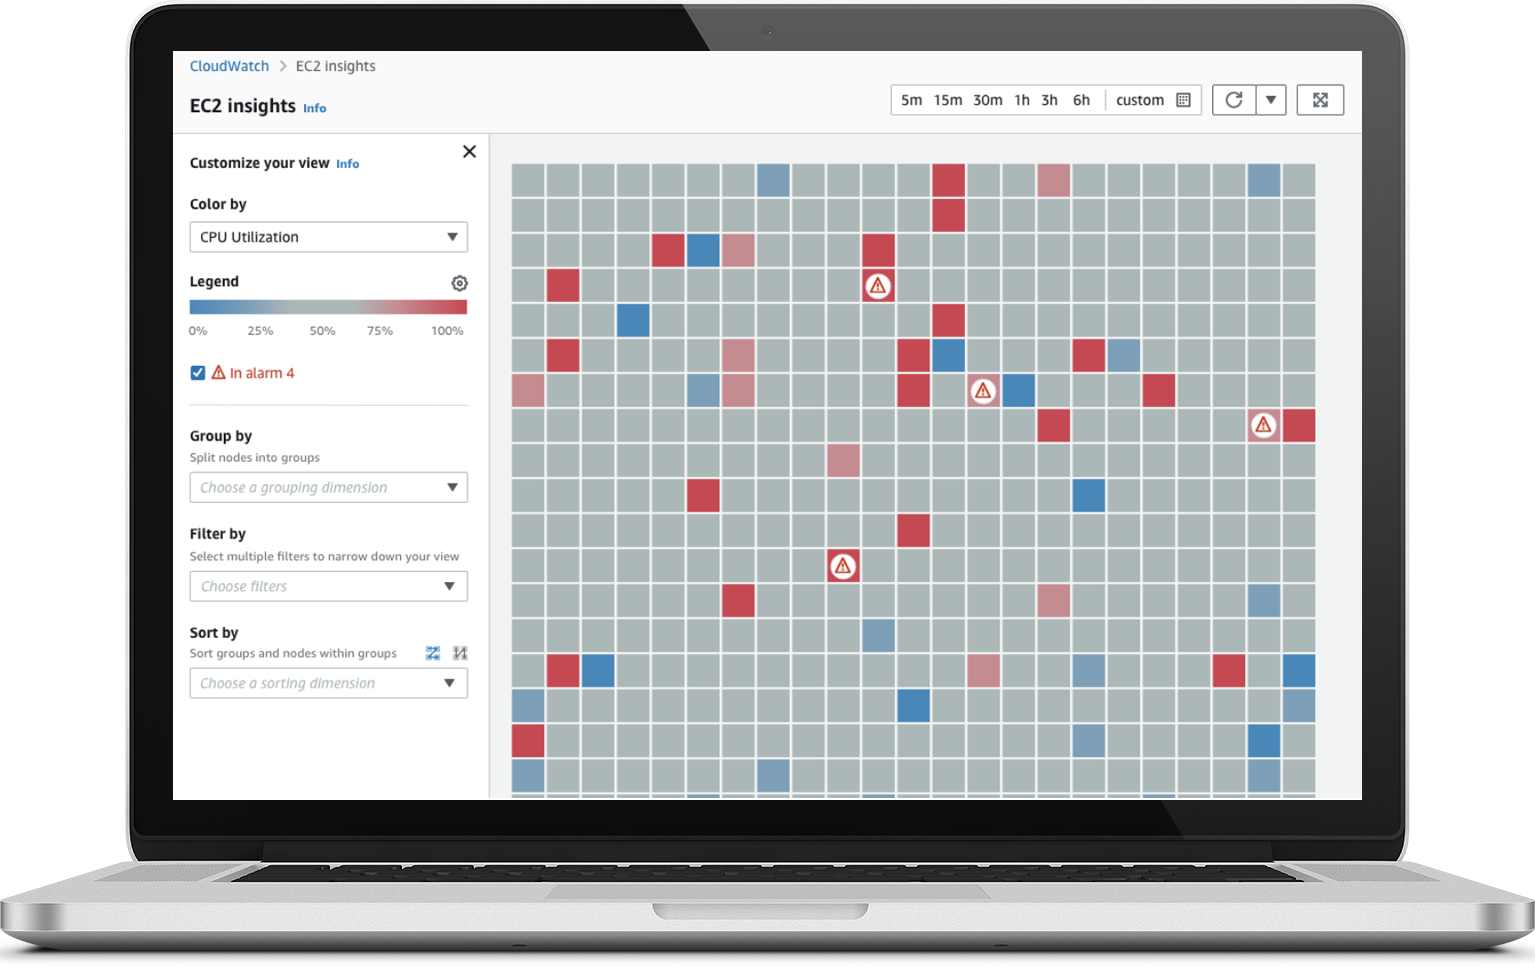 CloudWatch > EC2 insights
EC2 insights Info
5m 15m 30m 1h 3h 6h custom
Customize your view Info
Color by
CPU Utilization
Legend
0% 25% 50% 75% 100%
In alarm 4
Group by
Split nodes into groups
Choose a grouping dimension
Filter by
Select multiple filters to narrow down your view
Choose filters
Sort by
Sort groups and nodes within groups
Choose a sorting dimension